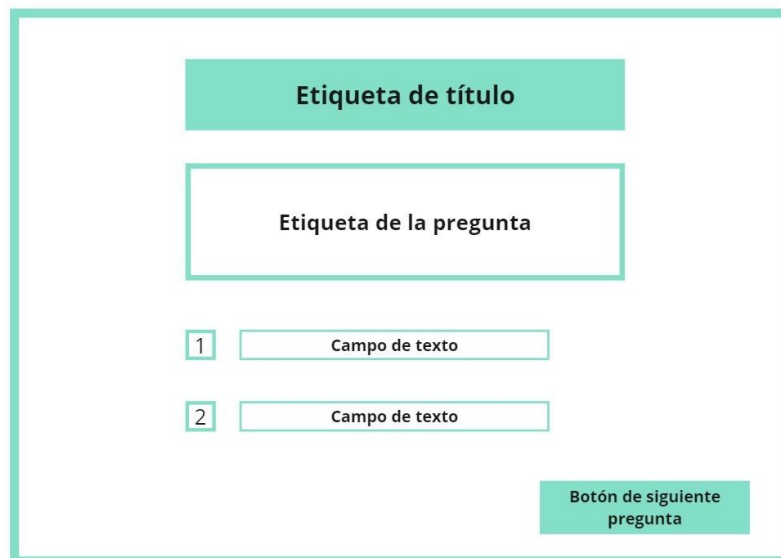 Etiqueta de título
Etiqueta de la pregunta
1 Campo de texto
2 Campo de texto
Botón de siguiente
pregunta